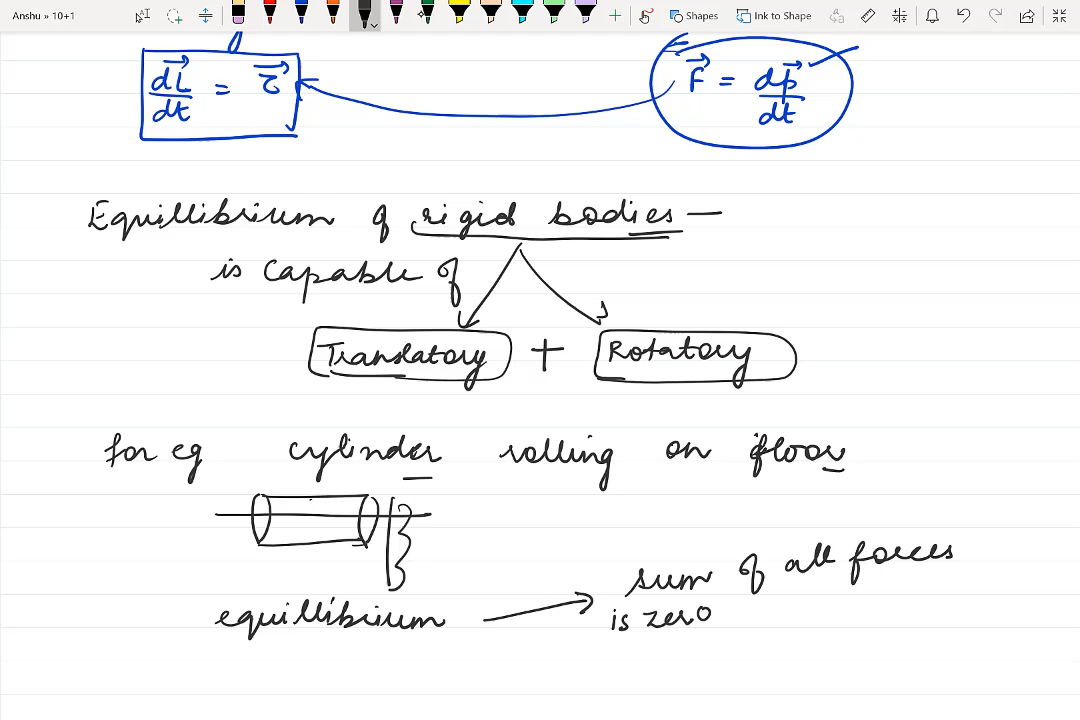 Anshu » 10+1
Shapes
Ink to Shape
dL/dt = τ
F = dp/dt
Equillibrium of rigid bodies —
is capable of
Translatory + Rotatory
for eg cylinder rolling on floor
equillibrium → sum of all forces
is zero